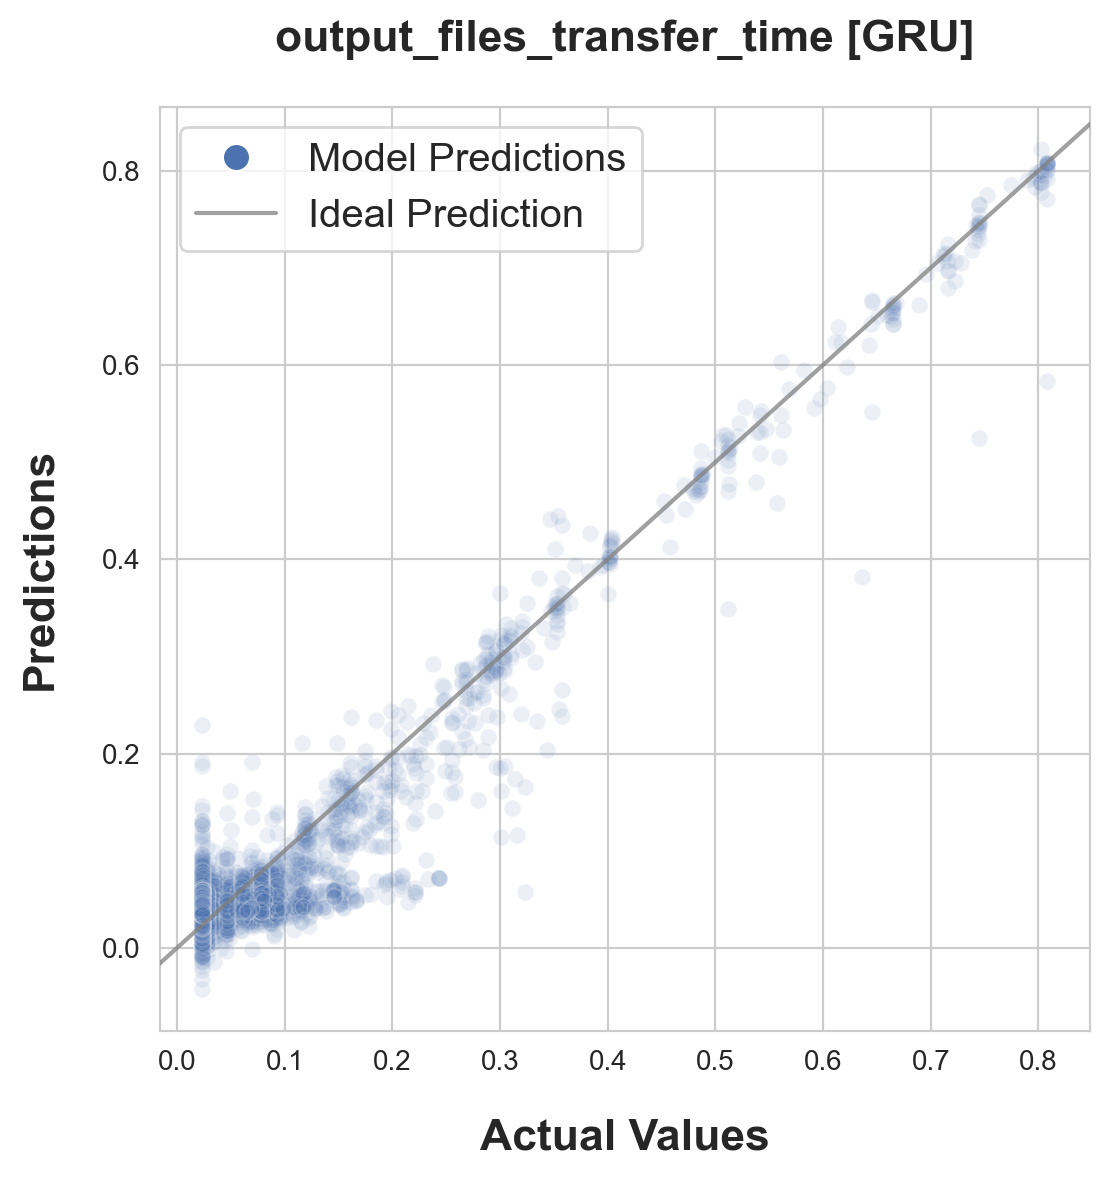 output_files_transfer_time [GRU]
Model Predictions
Ideal Prediction
Predictions
0.8
0.6
0.4
0.2
0.0
0.0 0.1 0.2 0.3 0.4 0.5 0.6 0.7 0.8
Actual Values